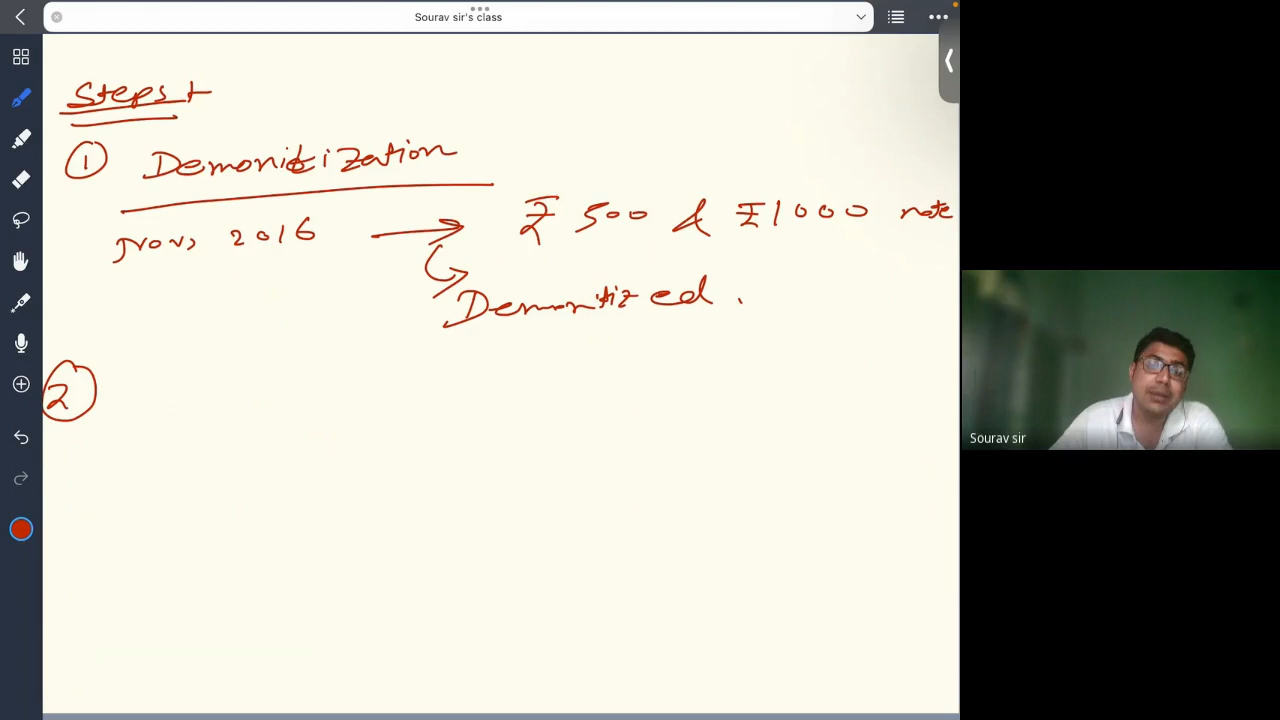 Sourav sir's class
Steps
① Demonitization
Nov, 2016 → ₹ 500 & ₹1000 note
Demonitized .
②
Sourav sir